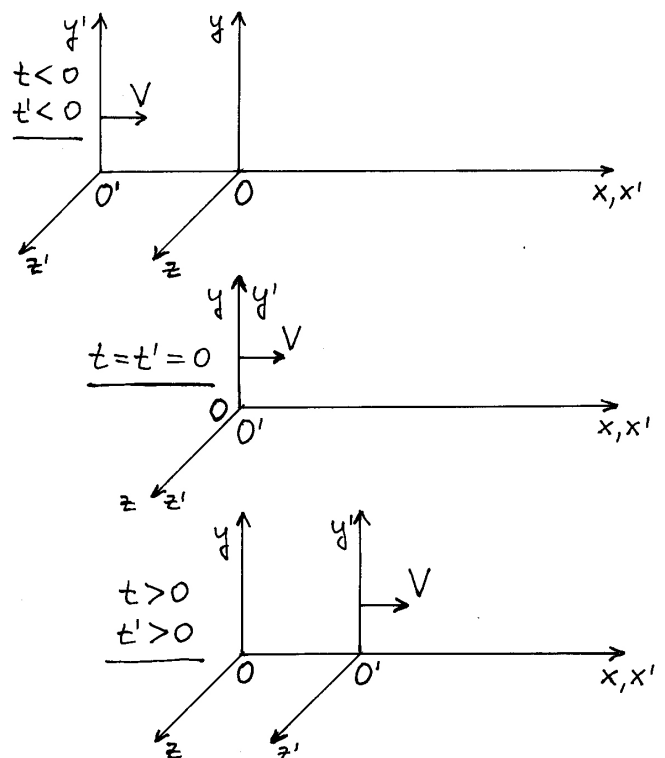 y' y
t < 0
t' < 0
V
O' O
x, x'
z' z
y y'
V
t = t' = 0
O
O'
x, x'
z z'
y y'
t > 0
V
t' > 0
O O'
x, x'
z z'